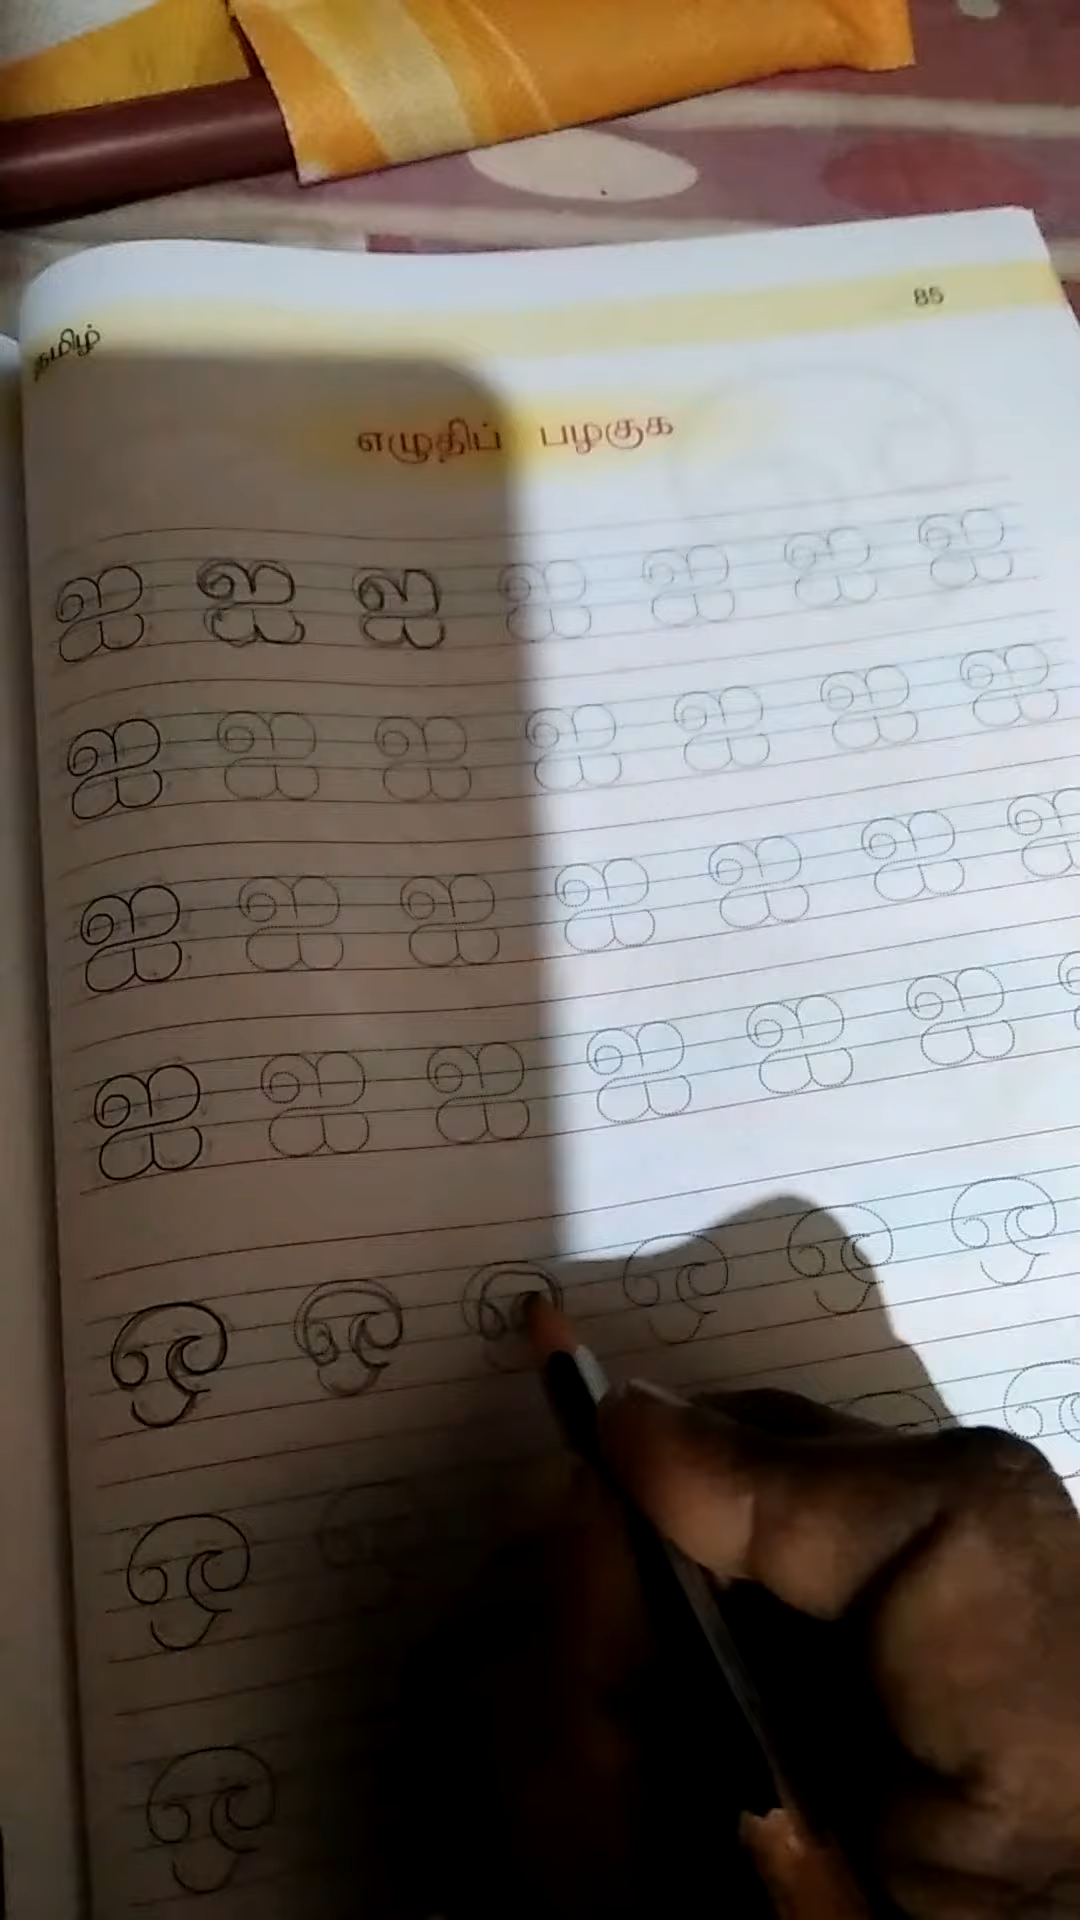 தமிழ் 85
எழுதிப் பழகுக
ஐ ஐ ஐ ஐ ஐ ஐ ஐ
ஐ ஐ ஐ ஐ ஐ ஐ ஐ
ஐ ஐ ஐ ஐ ஐ ஐ ஐ
ஐ ஐ ஐ ஐ ஐ ஐ
ஒ ஒ ஒ ஒ ஒ ஒ
ஒ
ஒ